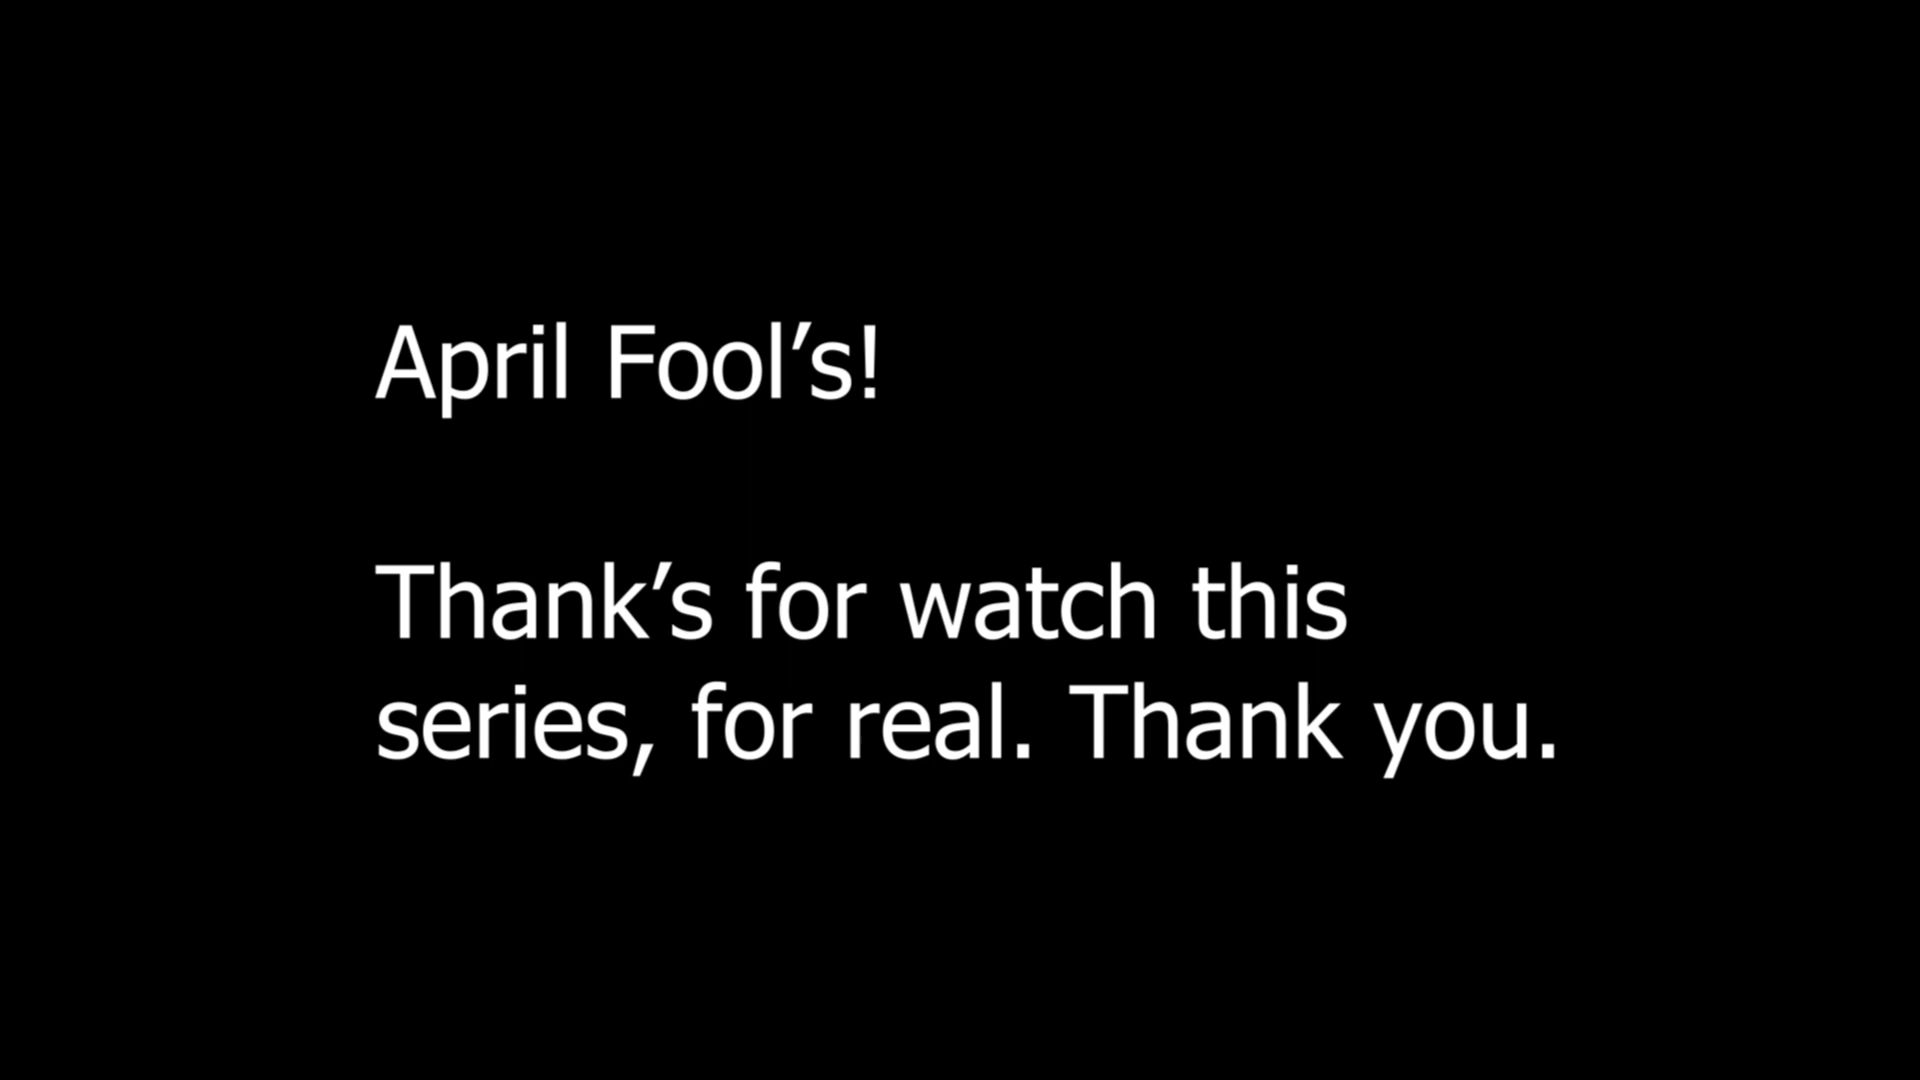 April Fool’s!
Thank’s for watch this
series, for real. Thank you.